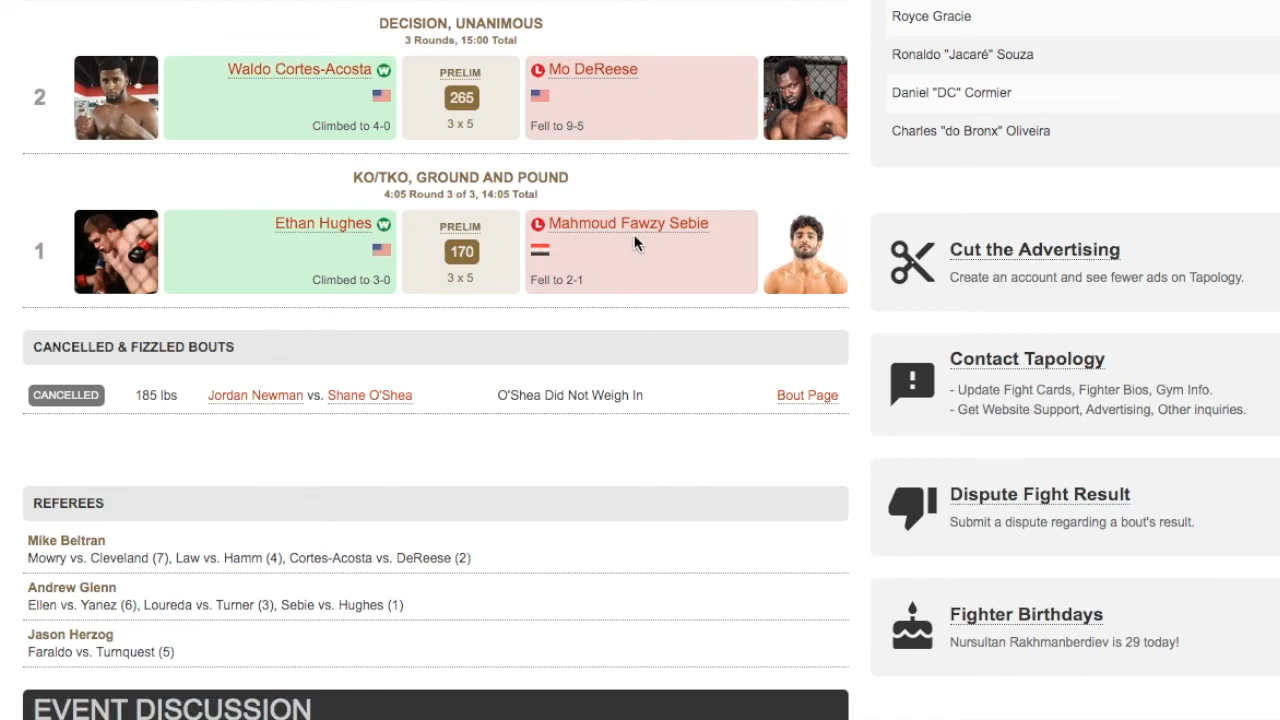 DECISION, UNANIMOUS
3 Rounds, 15:00 Total
2
Waldo Cortes-Acosta W
Climbed to 4-0
PRELIM
265
3 x 5
L Mo DeReese
Fell to 9-5
KO/TKO, GROUND AND POUND
4:05 Round 3 of 3, 14:05 Total
1
Ethan Hughes W
Climbed to 3-0
PRELIM
170
3 x 5
L Mahmoud Fawzy Sebie
Fell to 2-1
CANCELLED & FIZZLED BOUTS
CANCELLED 185 lbs Jordan Newman vs. Shane O'Shea O'Shea Did Not Weigh In Bout Page
REFEREES
Mike Beltran
Mowry vs. Cleveland (7), Law vs. Hamm (4), Cortes-Acosta vs. DeReese (2)
Andrew Glenn
Ellen vs. Yanez (6), Loureda vs. Turner (3), Sebie vs. Hughes (1)
Jason Herzog
Faraldo vs. Turnquest (5)
EVENT DISCUSSION
Royce Gracie
Ronaldo "Jacaré" Souza
Daniel "DC" Cormier
Charles "do Bronx" Oliveira
Cut the Advertising
Create an account and see fewer ads on Tapology.
Contact Tapology
- Update Fight Cards, Fighter Bios, Gym Info.
- Get Website Support, Advertising, Other inquiries.
Dispute Fight Result
Submit a dispute regarding a bout's result.
Fighter Birthdays
Nursultan Rakhmanberdiev is 29 today!